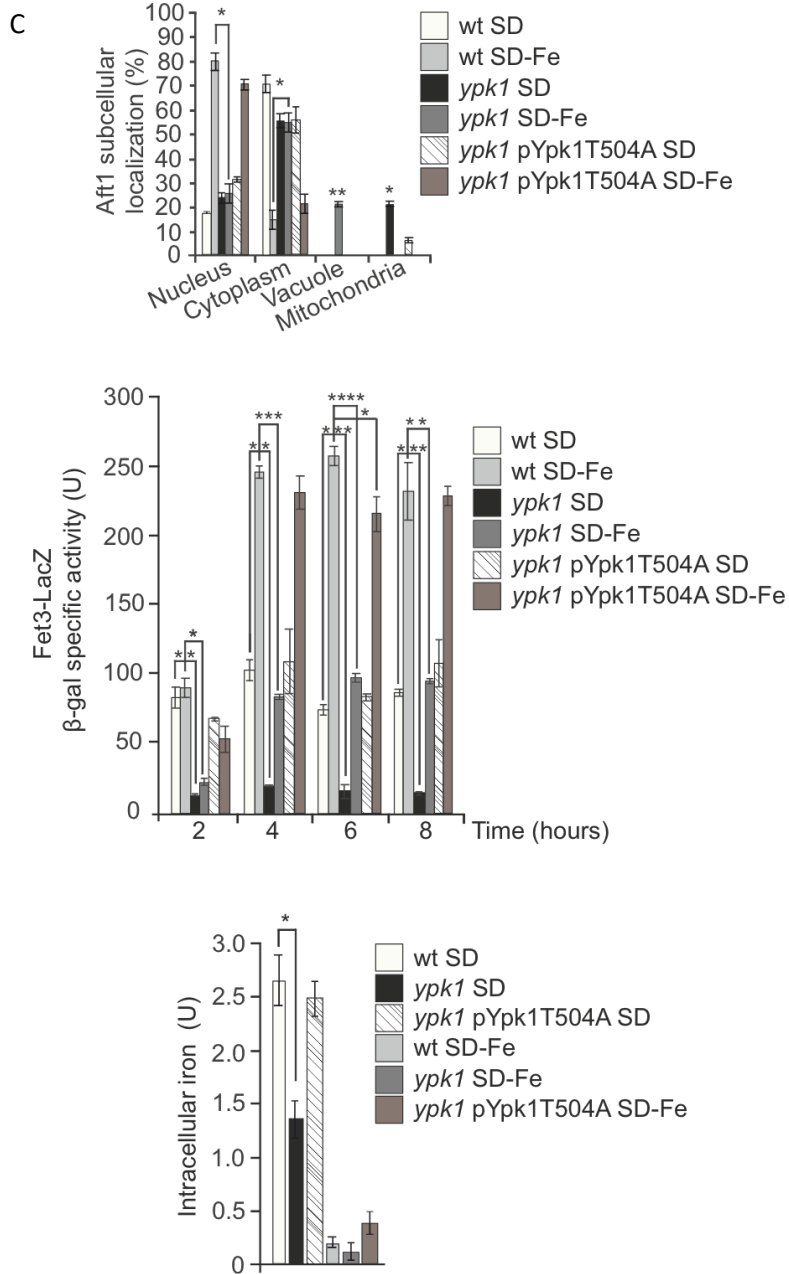 C
Aft1 subcellular
localization (%)
100
90
80
70
60
50
40
30
20
10
0
*
*
**
*
Nucleus
Cytoplasm
Vacuole
Mitochondria
wt SD
wt SD-Fe
ypk1 SD
ypk1 SD-Fe
ypk1 pYpk1T504A SD
ypk1 pYpk1T504A SD-Fe
Fet3-LacZ
β-gal specific activity (U)
300
250
200
150
100
50
0
*
**
***
**
****
*
***
**
****
2
4
6
8
Time (hours)
wt SD
wt SD-Fe
ypk1 SD
ypk1 SD-Fe
ypk1 pYpk1T504A SD
ypk1 pYpk1T504A SD-Fe
Intracellular iron (U)
3.0
2.5
2.0
1.5
1.0
0.5
0
*
wt SD
ypk1 SD
ypk1 pYpk1T504A SD
wt SD-Fe
ypk1 SD-Fe
ypk1 pYpk1T504A SD-Fe